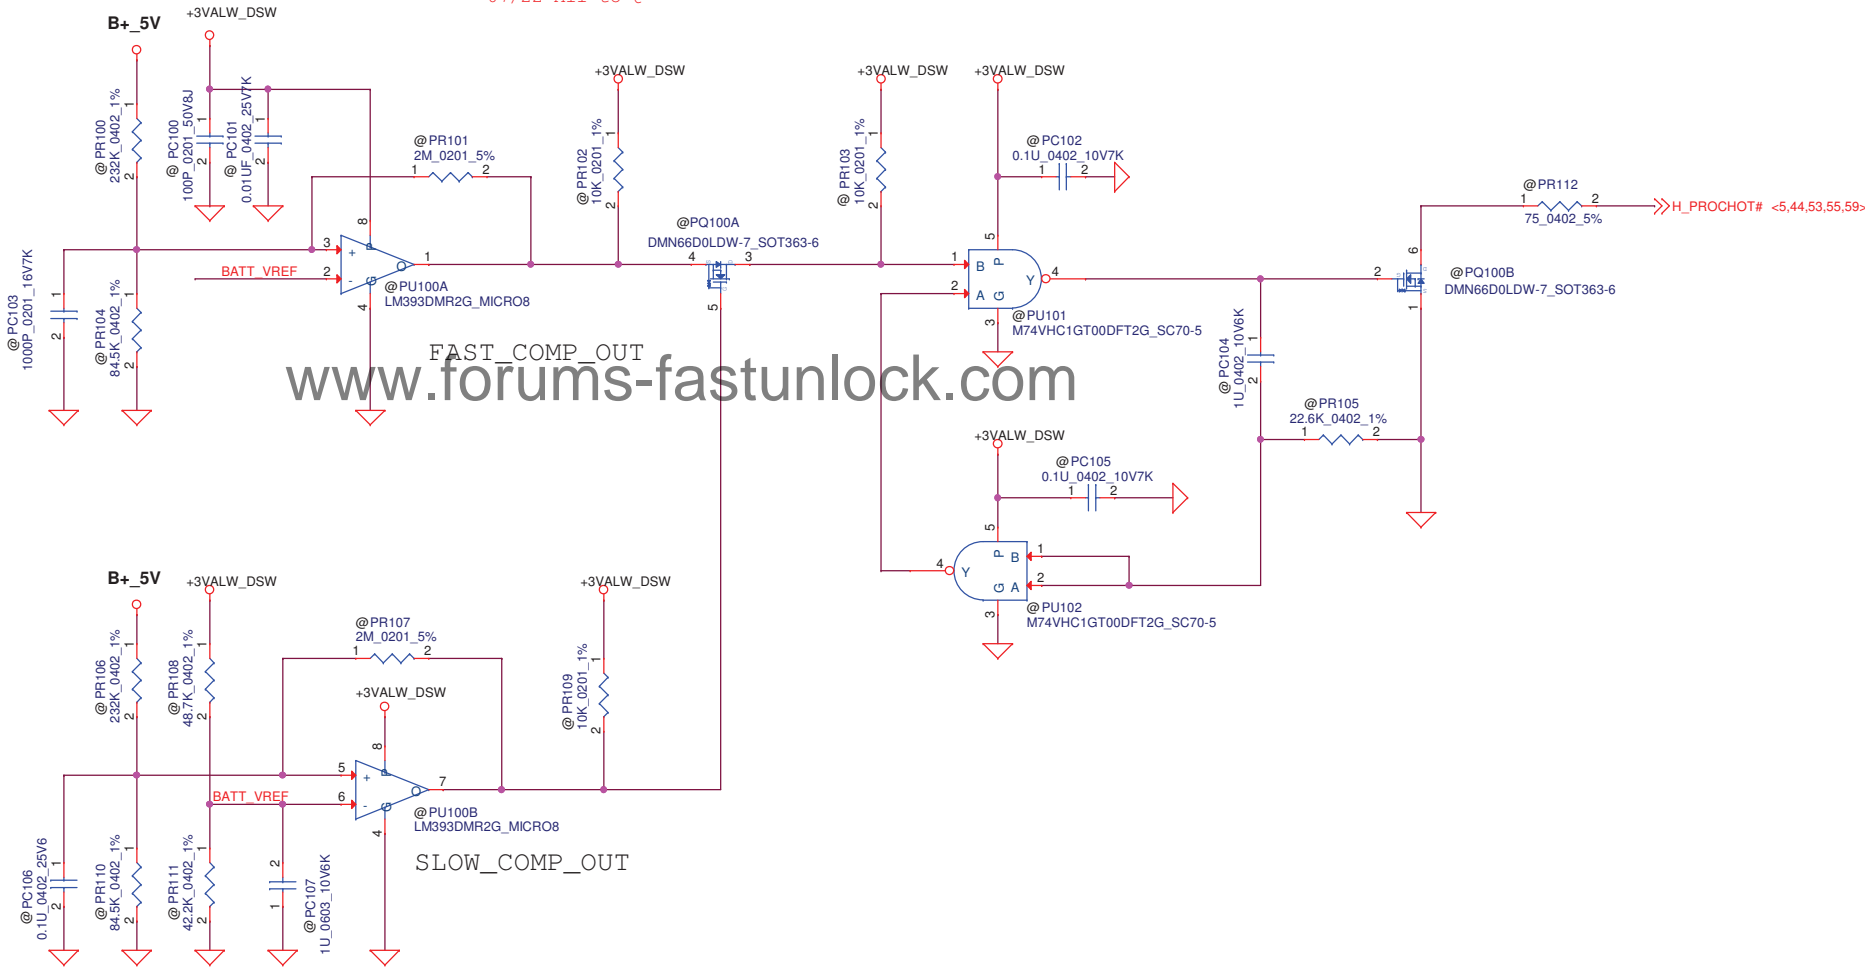 B+_5V
+3VALW_DSW
@PR100
232K_0402_1%
@PC100
100P_0201_50V8J
@PC101
0.01UF_0402_25V7K
@PR101
2M_0201_5%
+3VALW_DSW
@PR102
10K_0201_1%
+3VALW_DSW
@PR103
10K_0201_1%
+3VALW_DSW
@PC102
0.1U_0402_10V7K
@PR112
75_0402_5%
H_PROCHOT# <5,44,53,55,59>
@PQ100A
DMN66D0LDW-7_SOT363-6
BATT_VREF
@PU100A
LM393DMR2G_MICRO8
@PC103
1000P_0201_16V7K
@PR104
84.5K_0402_1%
B
A
P
G
Y
@PU101
M74VHC1GT00DFT2G_SC70-5
@PQ100B
DMN66D0LDW-7_SOT363-6
FAST_COMP_OUT
www.forums-fastunlock.com
@PC104
1U_0402_10V6K
@PR105
22.6K_0402_1%
+3VALW_DSW
@PC105
0.1U_0402_10V7K
P
B
G
A
Y
@PU102
M74VHC1GT00DFT2G_SC70-5
B+_5V
+3VALW_DSW
@PR106
232K_0402_1%
@PR108
48.7K_0402_1%
@PR107
2M_0201_5%
+3VALW_DSW
+3VALW_DSW
@PR109
10K_0201_1%
BATT_VREF
@PU100B
LM393DMR2G_MICRO8
SLOW_COMP_OUT
@PC106
0.1U_0402_25V6
@PR110
84.5K_0402_1%
@PR111
42.2K_0402_1%
@PC107
1U_0603_10V6K